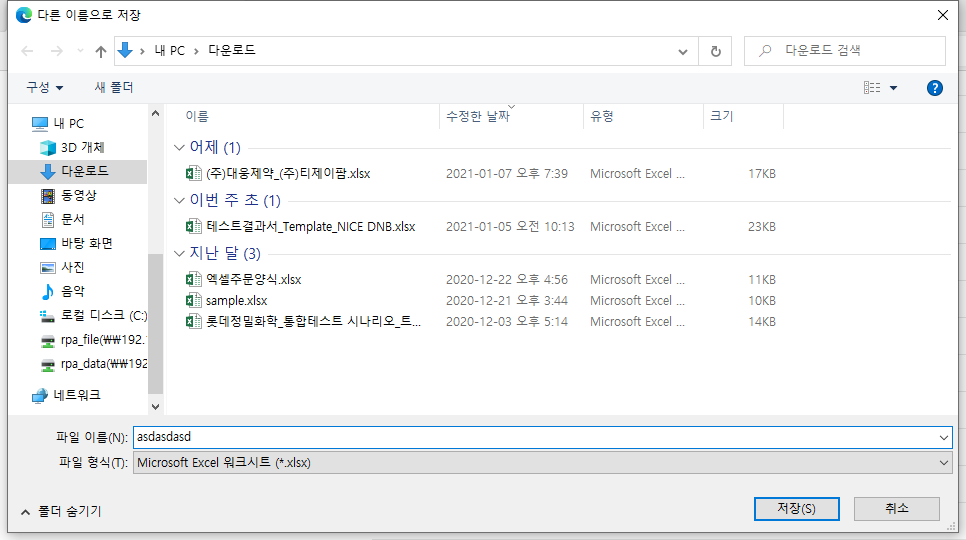 다른 이름으로 저장
내 PC › 다운로드
다운로드 검색
구성
새 폴더
내 PC
3D 개체
다운로드
동영상
문서
바탕 화면
사진
음악
로컬 디스크 (C:)
rpa_file(₩₩192.1
rpa_data(₩₩192
네트워크
이름 수정한 날짜 유형 크기
어제 (1)
(주)대웅제약_(주)티제이팜.xlsx 2021-01-07 오후 7:39 Microsoft Excel ... 17KB
이번 주 초 (1)
테스트결과서_Template_NICE DNB.xlsx 2021-01-05 오전 10:13 Microsoft Excel ... 23KB
지난 달 (3)
엑셀주문양식.xlsx 2020-12-22 오후 4:56 Microsoft Excel ... 11KB
sample.xlsx 2020-12-21 오후 3:44 Microsoft Excel ... 10KB
롯데정밀화학_통합테스트 시나리오_트... 2020-12-03 오후 5:14 Microsoft Excel ... 14KB
파일 이름(N): asdasdasd
파일 형식(T): Microsoft Excel 워크시트 (*.xlsx)
폴더 숨기기
저장(S)
취소